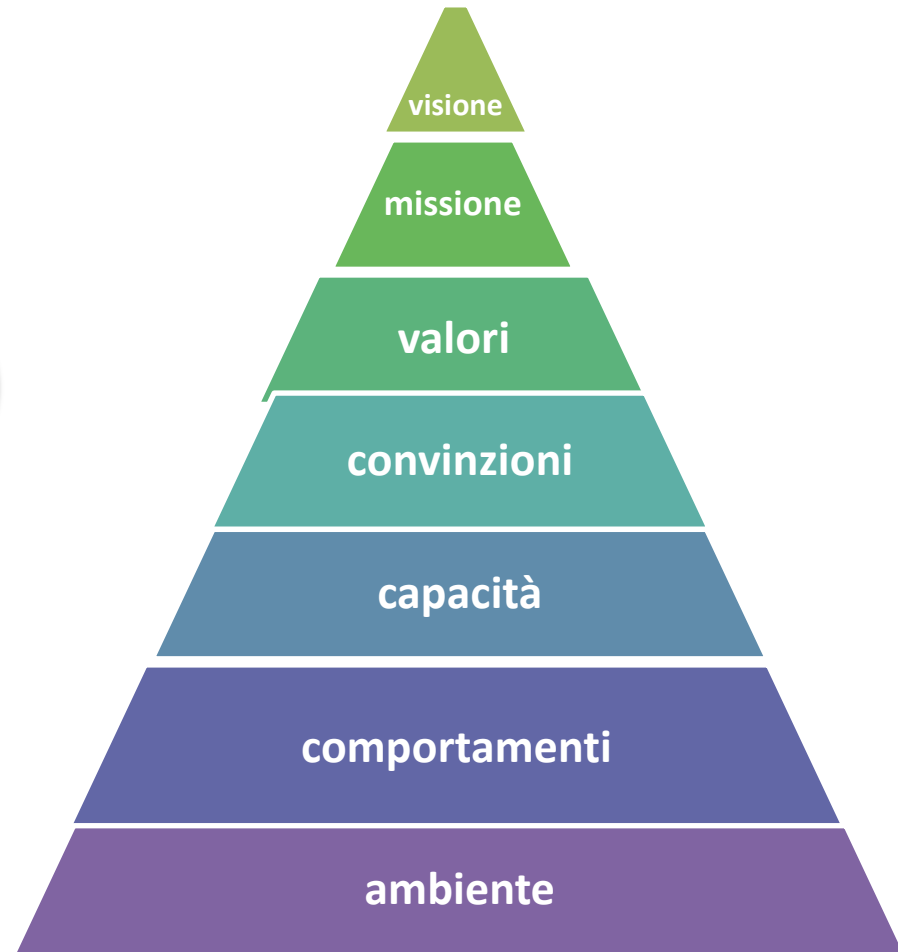 visione
missione
valori
convinzioni
capacità
comportamenti
ambiente